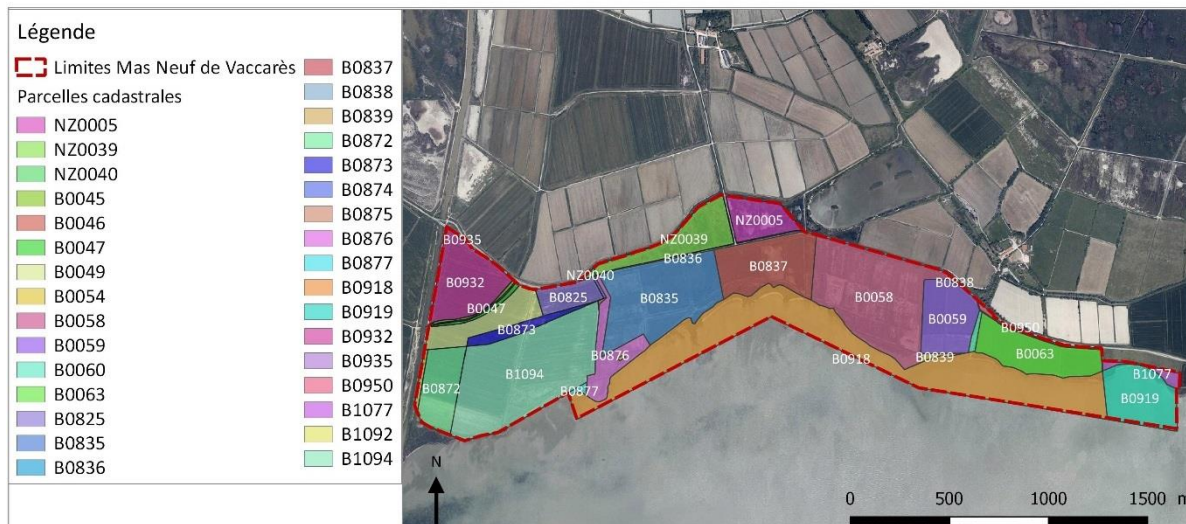 Légende
Limites Mas Neuf de Vaccarès
Parcelles cadastrales
NZ0005
NZ0039
NZ0040
B0045
B0046
B0047
B0049
B0054
B0058
B0059
B0060
B0063
B0825
B0835
B0836
B0837
B0838
B0839
B0872
B0873
B0874
B0875
B0876
B0877
B0918
B0919
B0932
B0935
B0950
B1077
B1092
B1094
B0935
NZ0005
NZ0039
B0932
B0836
NZ0040
B0837
B0838
B0047
B0825
B0835
B0058
B0059
B0950
B0873
B0876
B0918
B0839
B0063
B0872
B1094
B0877
B1077
B0919
N
0 500 1000 1500 m